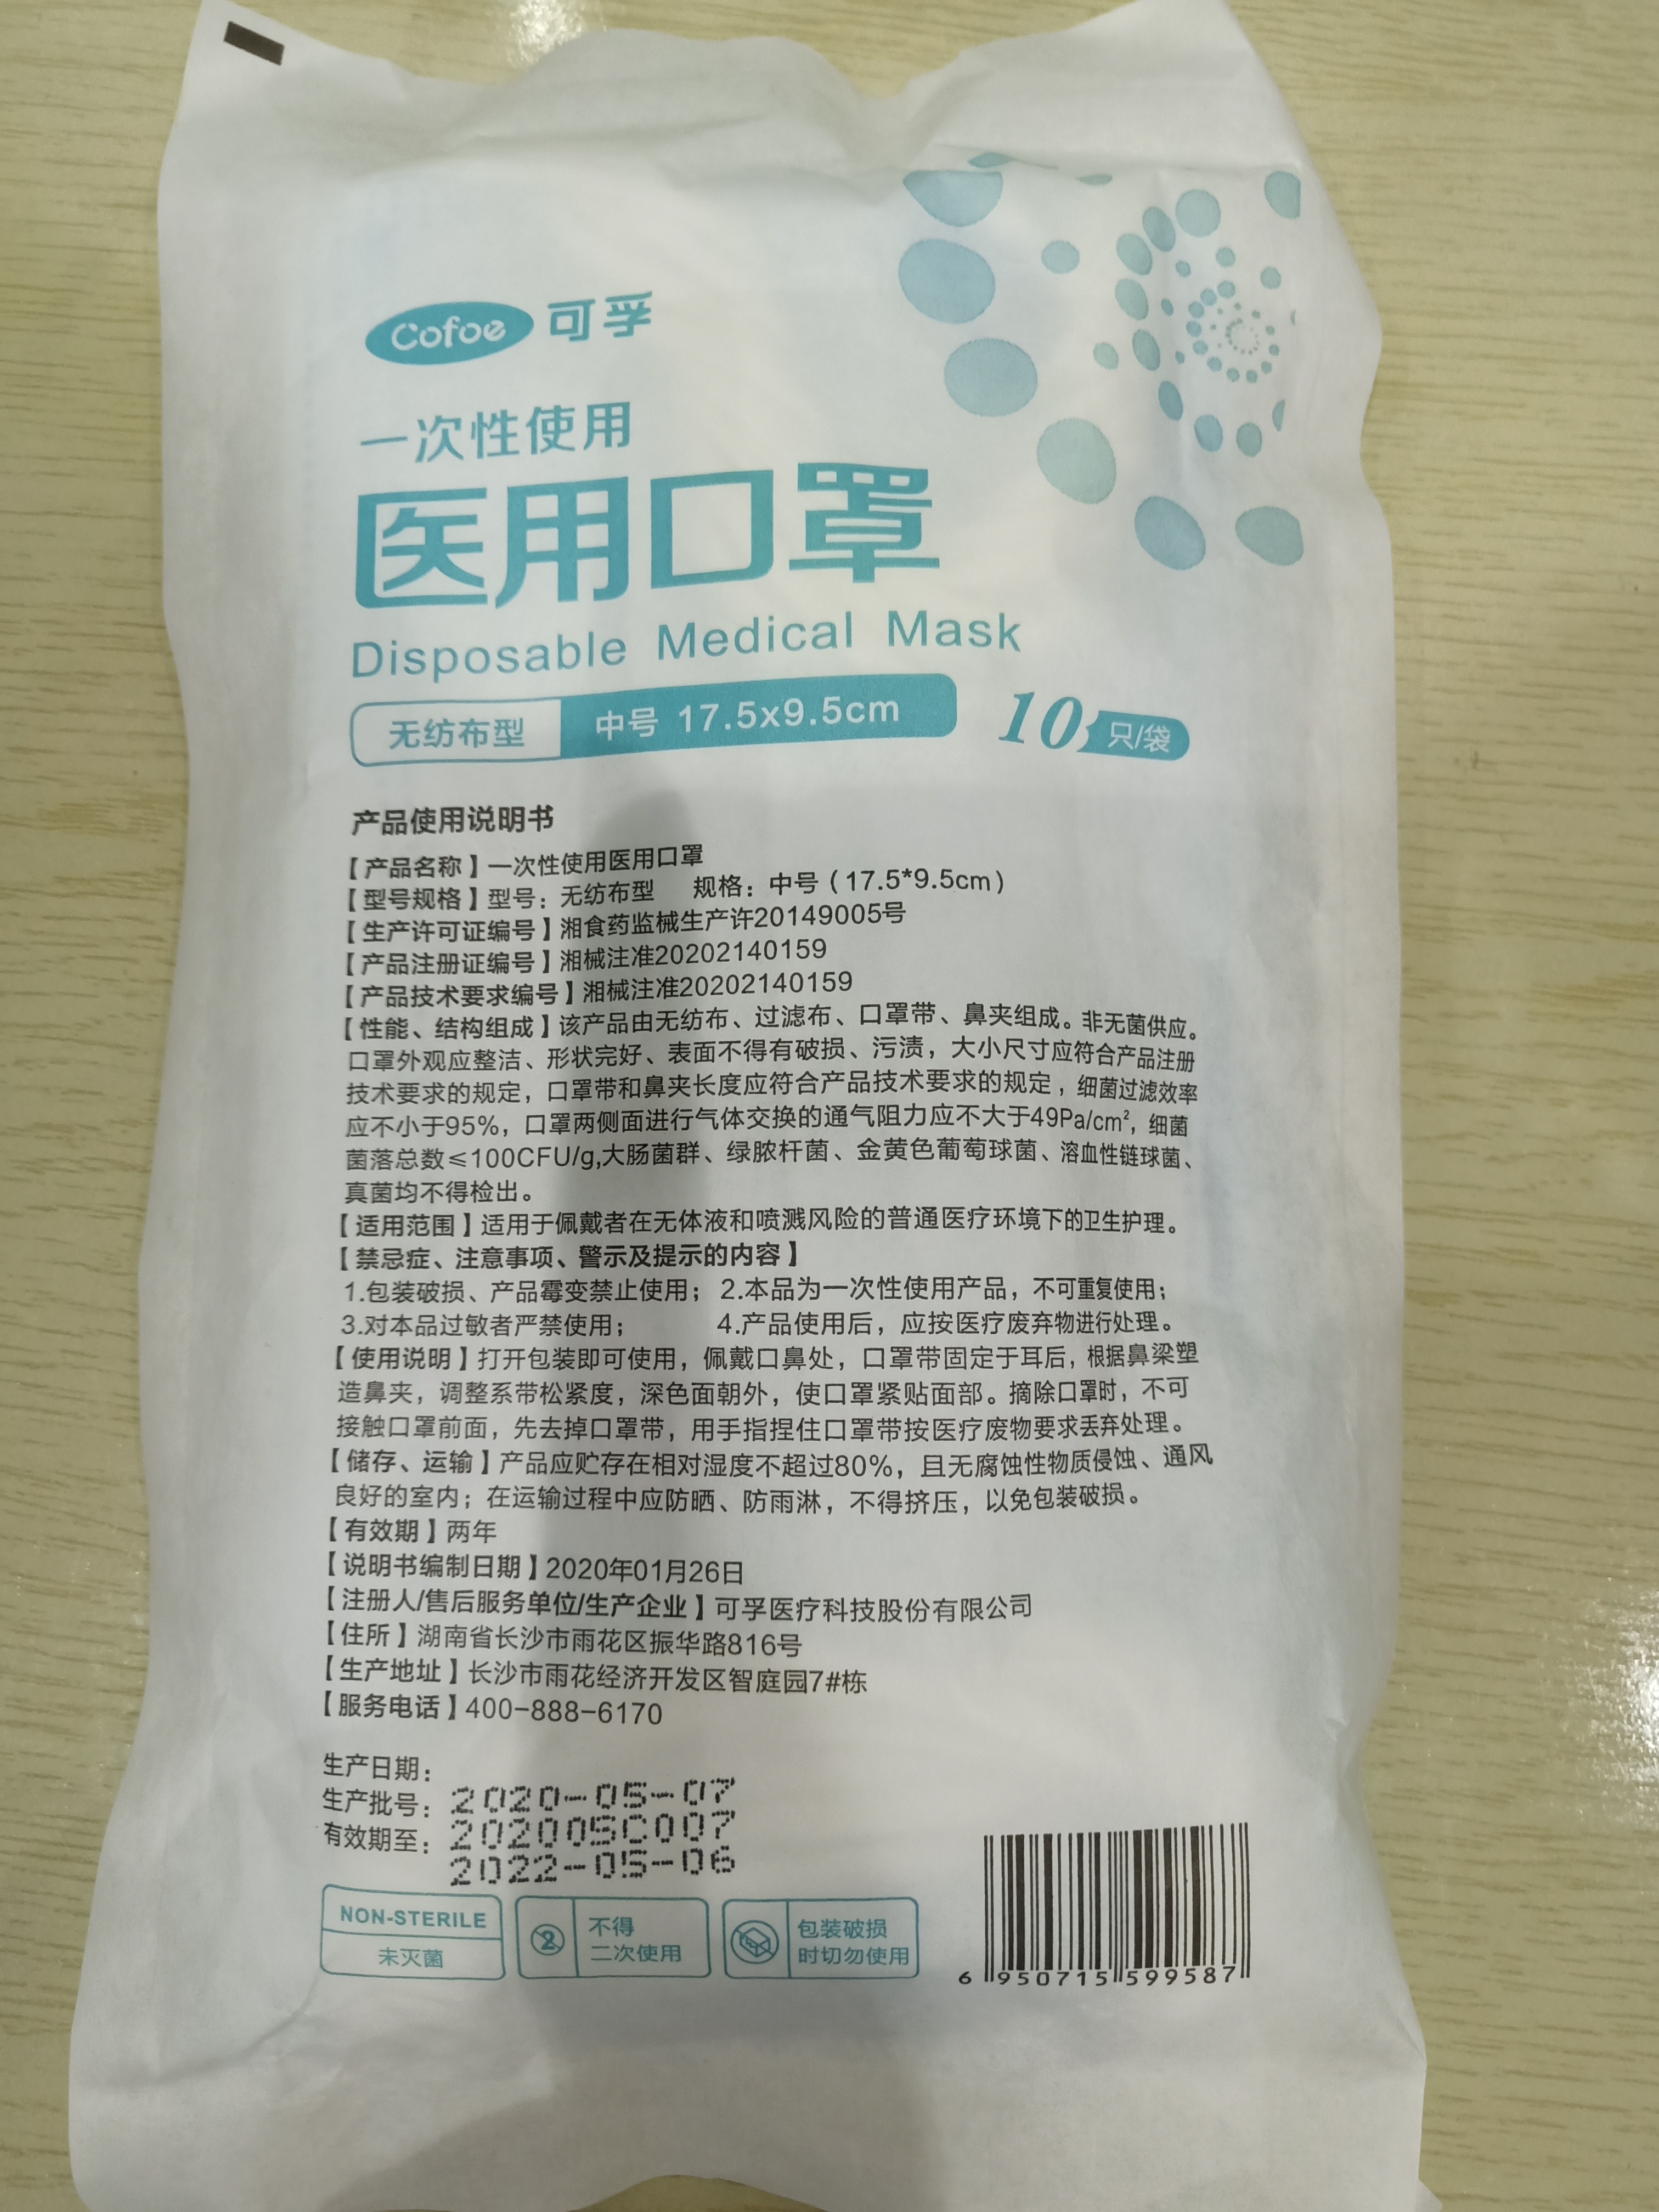 Cofoe 可孚
一次性使用
医用口罩
Disposable Medical Mask
无纺布型 中号 17.5x9.5cm 10只/袋
产品使用说明书
【产品名称】一次性使用医用口罩
【型号规格】型号：无纺布型 规格：中号（17.5*9.5cm）
【生产许可证编号】湘食药监械生产许20149005号
【产品注册证编号】湘械注准20202140159
【产品技术要求编号】湘械注准20202140159
【性能、结构组成】该产品由无纺布、过滤布、口罩带、鼻夹组成。非无菌供应。
口罩外观应整洁、形状完好、表面不得有破损、污渍，大小尺寸应符合产品注册
技术要求的规定，口罩带和鼻夹长度应符合产品技术要求的规定，细菌过滤效率
应不小于95%，口罩两侧面进行气体交换的通气阻力应不大于49Pa/cm²，细菌
菌落总数≤100CFU/g,大肠菌群、绿脓杆菌、金黄色葡萄球菌、溶血性链球菌、
真菌均不得检出。
【适用范围】适用于佩戴者在无体液和喷溅风险的普通医疗环境下的卫生护理。
【禁忌症、注意事项、警示及提示的内容】
1.包装破损、产品霉变禁止使用；2.本品为一次性使用产品，不可重复使用；
3.对本品过敏者严禁使用； 4.产品使用后，应按医疗废弃物进行处理。
【使用说明】打开包装即可使用，佩戴口鼻处，口罩带固定于耳后，根据鼻梁塑
造鼻夹，调整系带松紧度，深色面朝外，使口罩紧贴面部。摘除口罩时，不可
接触口罩前面，先去掉口罩带，用手指捏住口罩带按医疗废物要求丢弃处理。
【储存、运输】产品应贮存在相对湿度不超过80%，且无腐蚀性物质侵蚀、通风
良好的室内；在运输过程中应防晒、防雨淋，不得挤压，以免包装破损。
【有效期】两年
【说明书编制日期】2020年01月26日
【注册人/售后服务单位/生产企业】可孚医疗科技股份有限公司
【住所】湖南省长沙市雨花区振华路816号
【生产地址】长沙市雨花经济开发区智庭园7#栋
【服务电话】400-888-6170
生产日期：2020-05-07
生产批号：202005C007
有效期至：2022-05-06
NON-STERILE
未灭菌
2
不得
二次使用
包装破损
时切勿使用
6 950715 599587